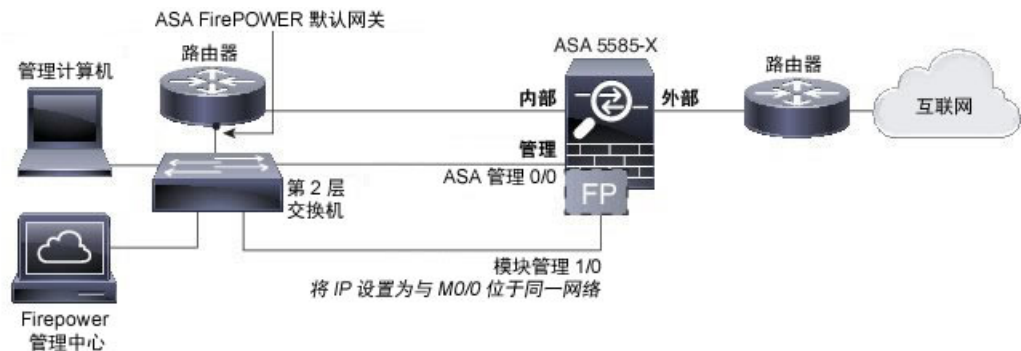 ASA FirePOWER 默认网关
路由器
管理计算机
ASA 5585-X
路由器
内部
外部
互联网
管理
ASA 管理 0/0
第 2 层
交换机
FP
模块管理 1/0
将 IP 设置为与 M0/0 位于同一网络
Firepower
管理中心